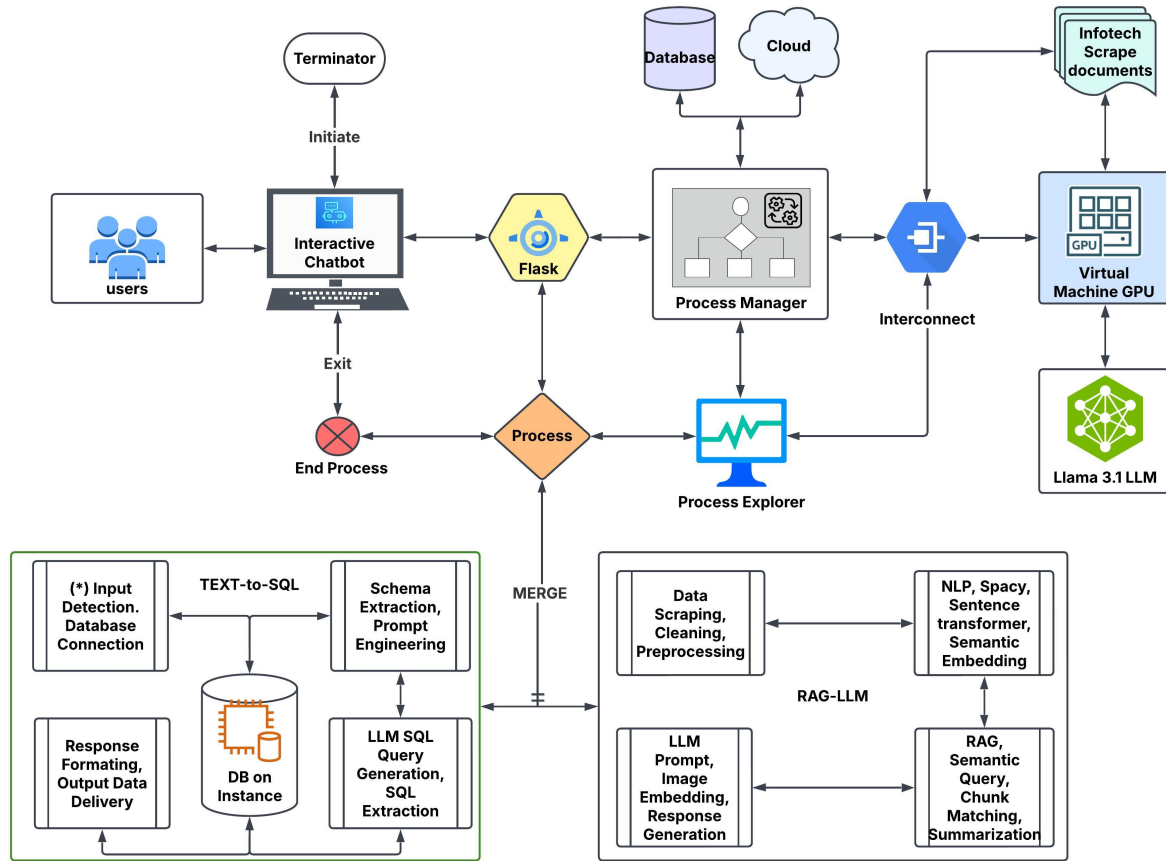 Terminator
Database
Cloud
Infotech
Scrape
documents
Initiate
users
Interactive
Chatbot
Flask
Process Manager
Interconnect
GPU
Virtual
Machine GPU
Exit
End Process
Process
Process Explorer
Llama 3.1 LLM
MERGE
TEXT-to-SQL
(*) Input
Detection.
Database
Connection
Schema
Extraction,
Prompt
Engineering
Response
Formating,
Output Data
Delivery
DB on
Instance
LLM SQL
Query
Generation,
SQL
Extraction
Data
Scraping,
Cleaning,
Preprocessing
NLP, Spacy,
Sentence
transformer,
Semantic
Embedding
RAG-LLM
LLM
Prompt,
Image
Embedding,
Response
Generation
RAG,
Semantic
Query,
Chunk
Matching,
Summarization